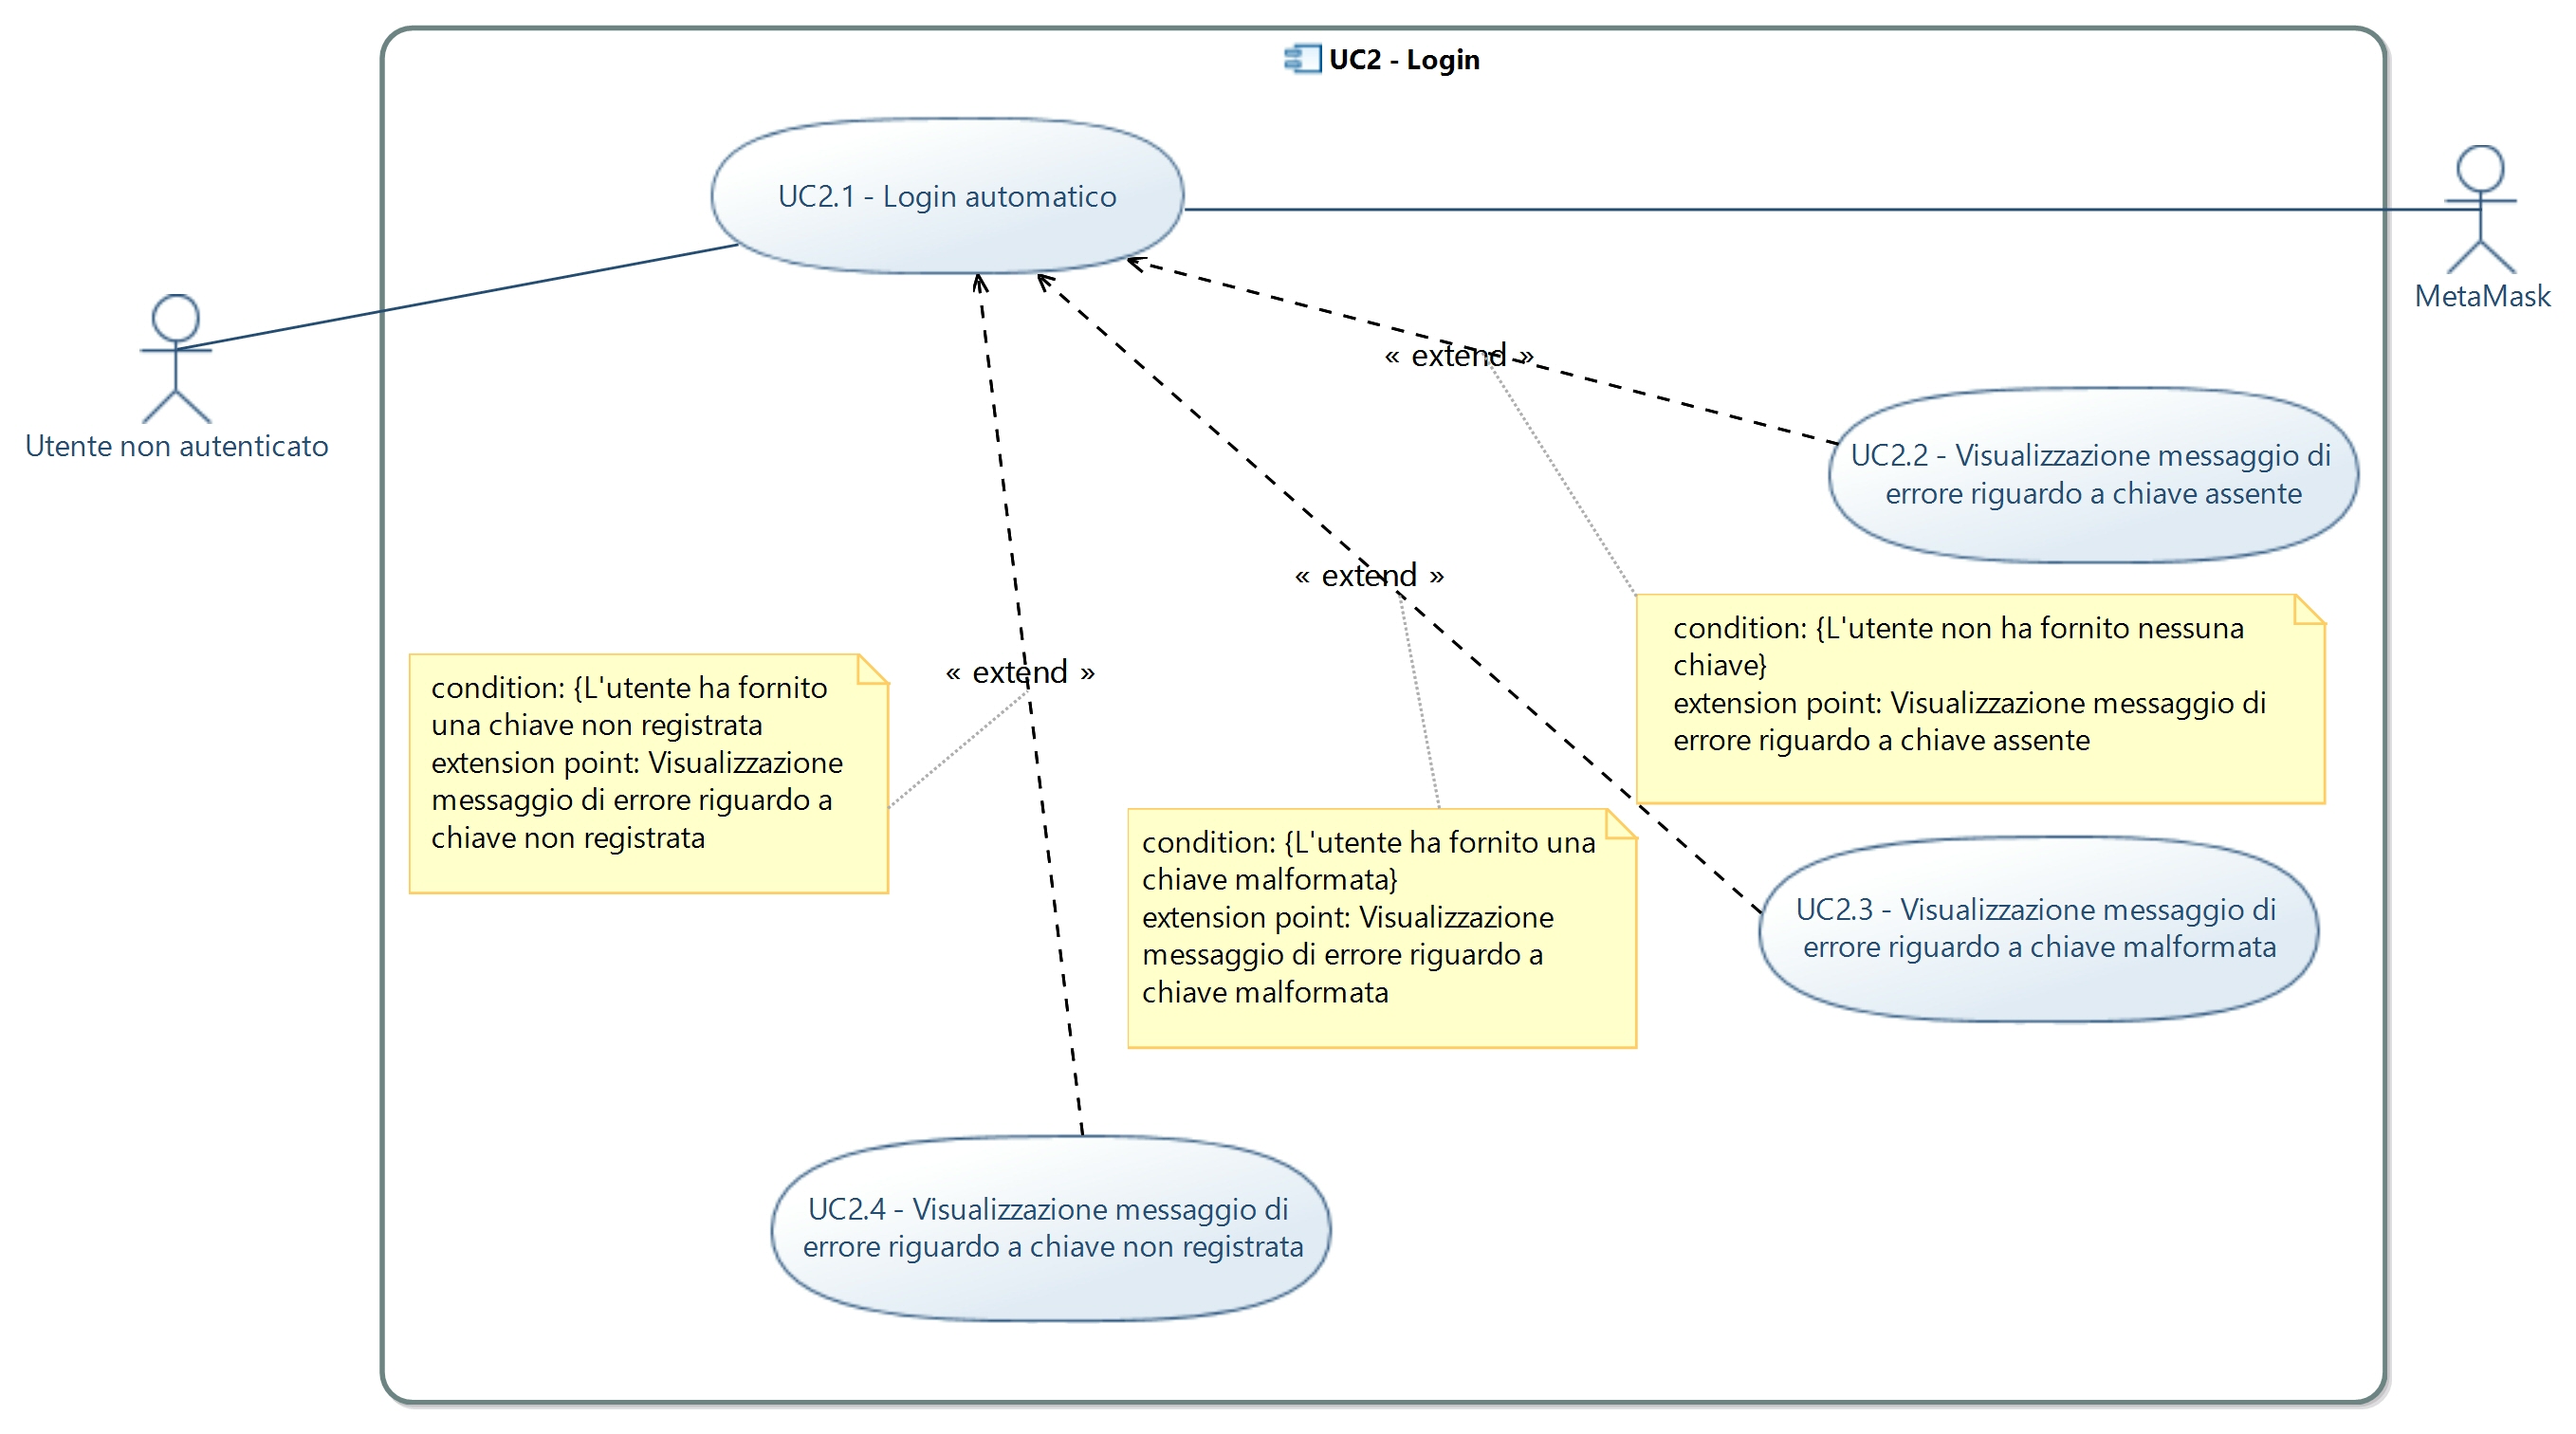 UC2 - Login
UC2.1 - Login automatico
MetaMask
Utente non autenticato
« extend »
UC2.2 - Visualizzazione messaggio di
errore riguardo a chiave assente
« extend »
condition: {L'utente non ha fornito nessuna
chiave}
extension point: Visualizzazione messaggio di
errore riguardo a chiave assente
« extend »
condition: {L'utente ha fornito
una chiave non registrata
extension point: Visualizzazione
messaggio di errore riguardo a
chiave non registrata
condition: {L'utente ha fornito una
chiave malformata}
extension point: Visualizzazione
messaggio di errore riguardo a
chiave malformata
UC2.3 - Visualizzazione messaggio di
errore riguardo a chiave malformata
UC2.4 - Visualizzazione messaggio di
errore riguardo a chiave non registrata